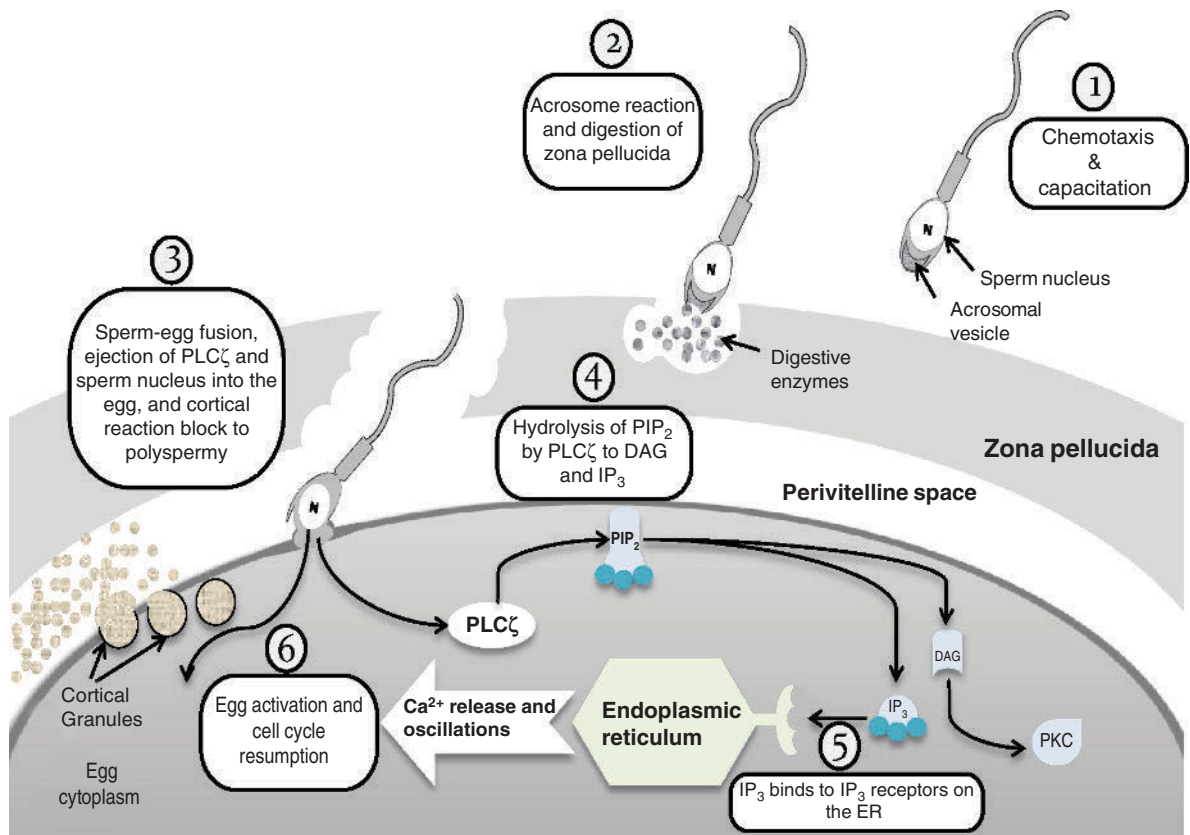 1
Chemotaxis
&
capacitation
N
Sperm nucleus
Acrosomal
vesicle
2
Acrosome reaction
and digestion of
zona pellucida
N
Digestive
enzymes
3
Sperm-egg fusion,
ejection of PLCζ and
sperm nucleus into the
egg, and cortical
reaction block to
polyspermy
N
4
Hydrolysis of PIP₂
by PLCζ to DAG
and IP₃
Zona pellucida
Perivitelline space
PIP₂
PLCζ
DAG
IP₃
PKC
5
IP₃ binds to IP₃ receptors on
the ER
Endoplasmic
reticulum
Ca²⁺ release and
oscillations
6
Egg activation and
cell cycle
resumption
Cortical
Granules
Egg
cytoplasm